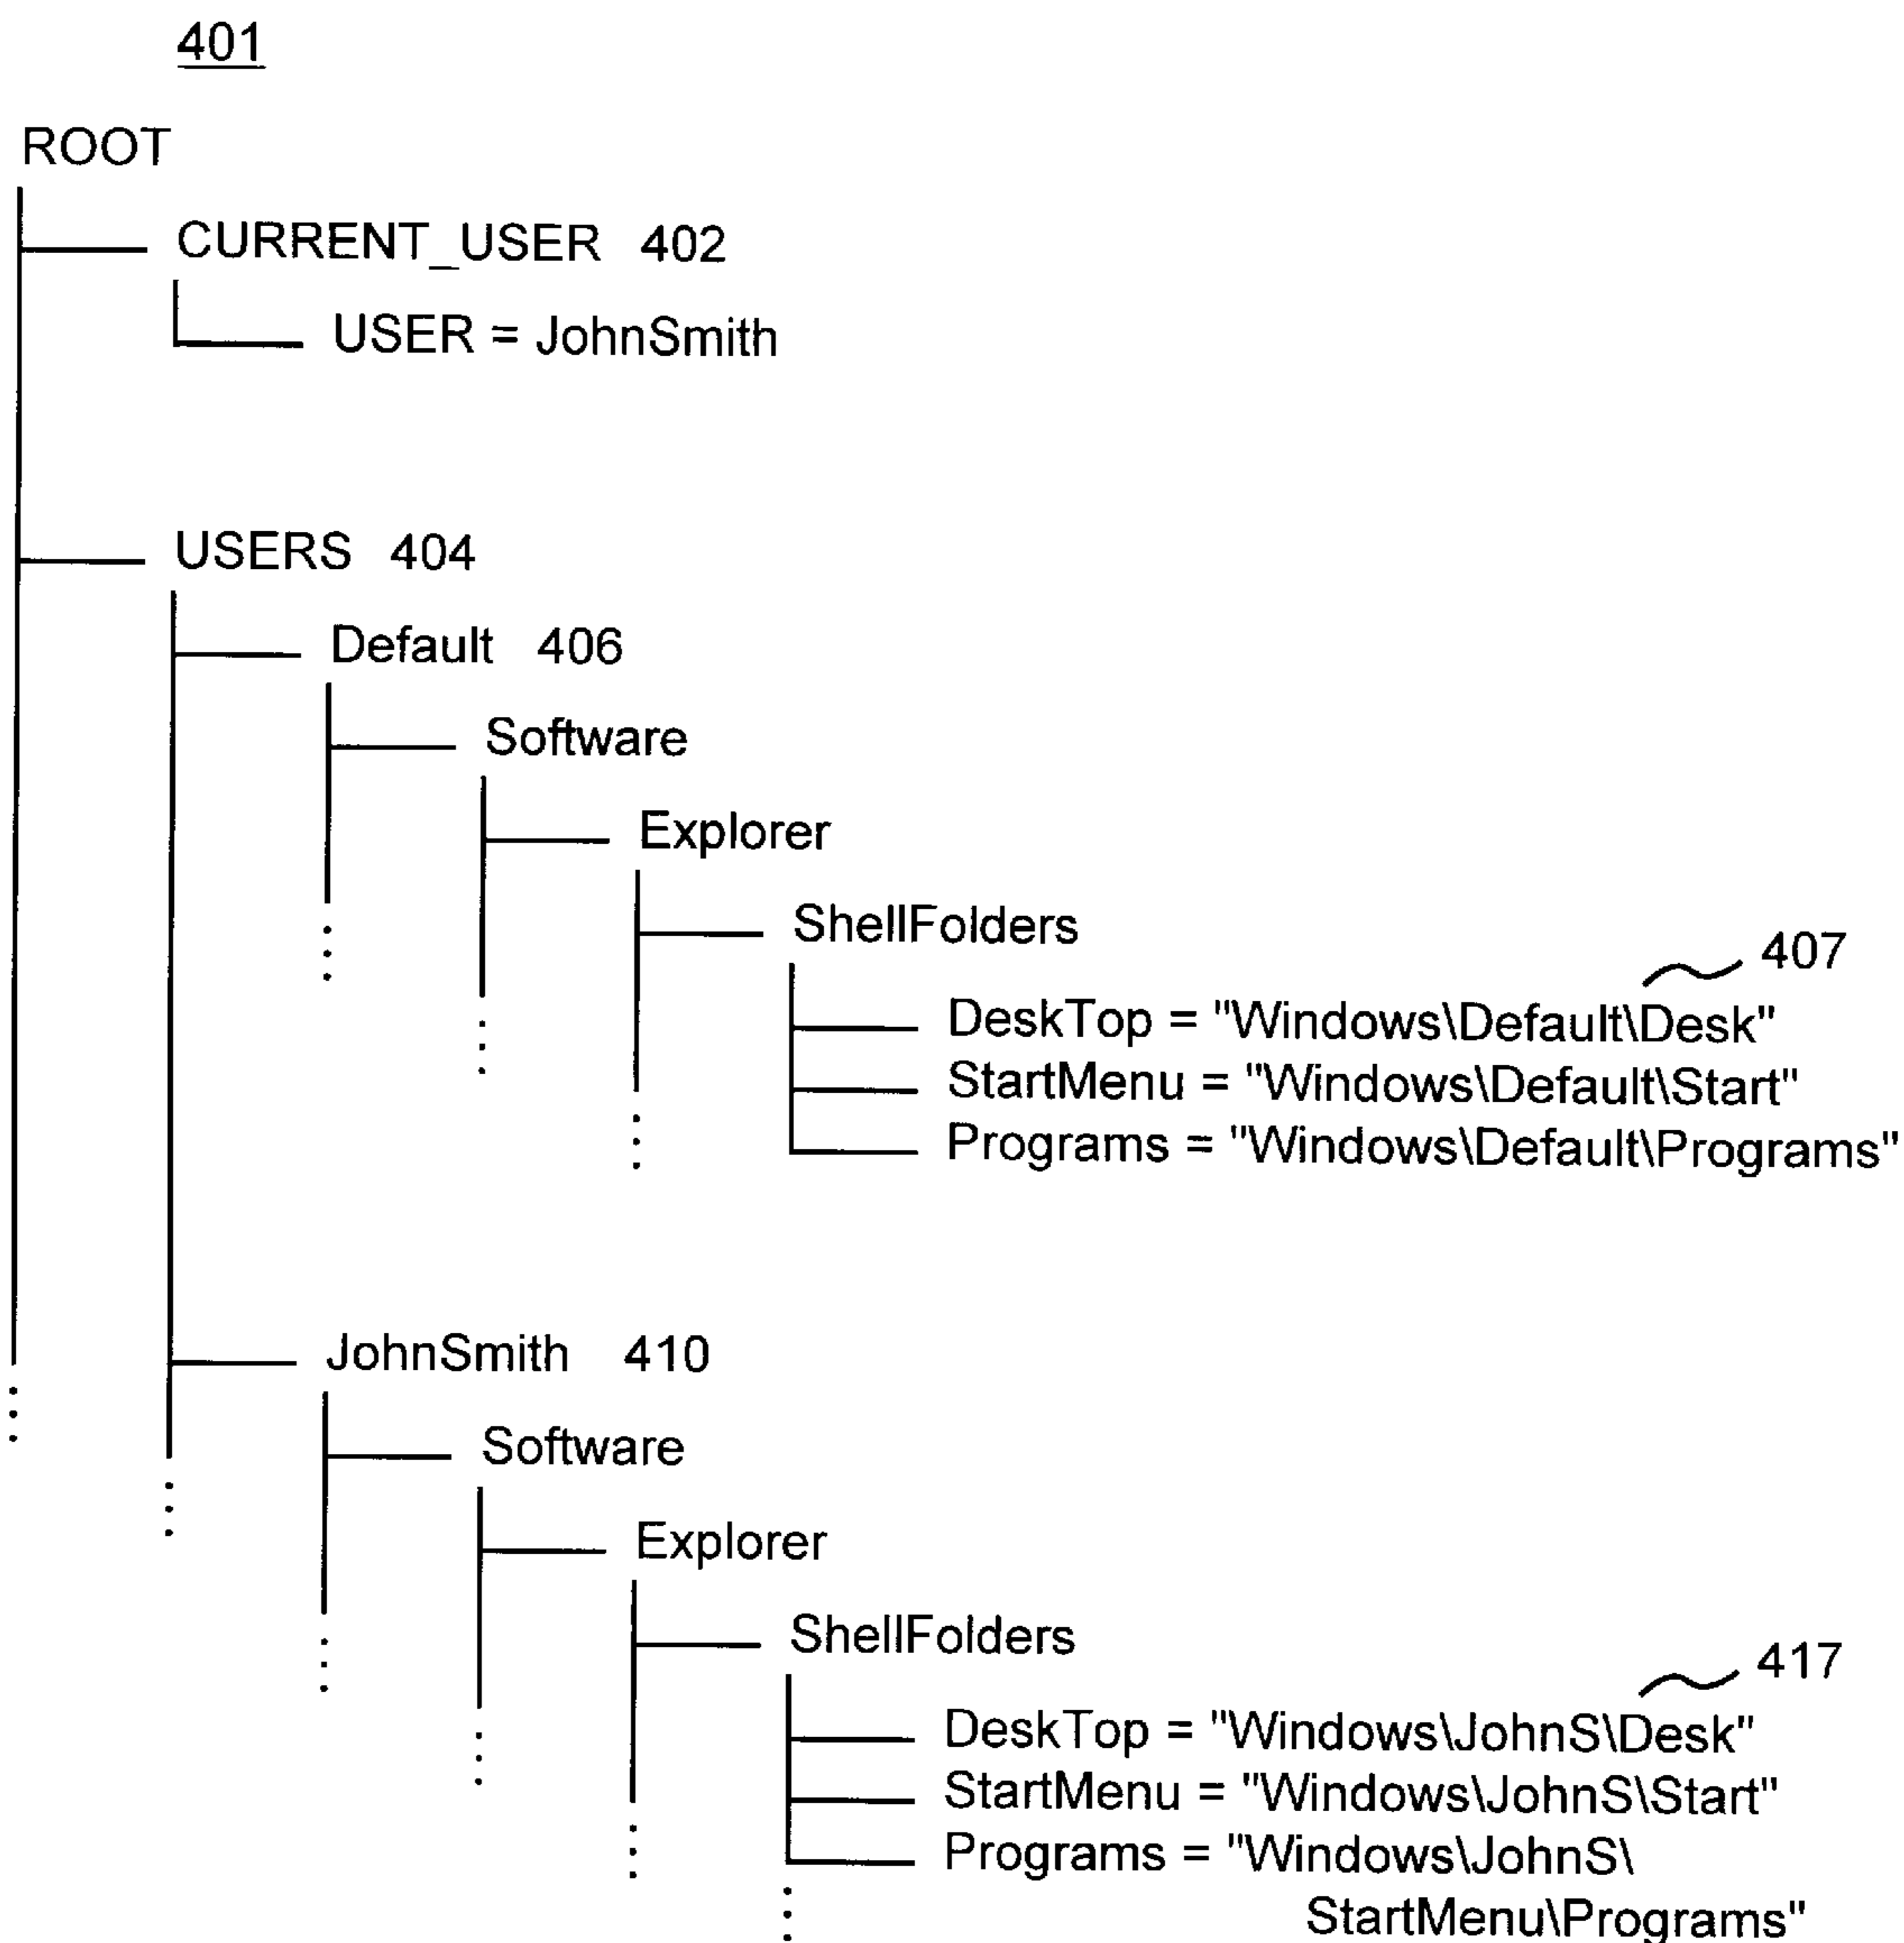 401
ROOT
CURRENT_USER 402
USER = JohnSmith
USERS 404
Default 406
Software
Explorer
ShellFolders
407
DeskTop = "Windows\Default\Desk"
StartMenu = "Windows\Default\Start"
Programs = "Windows\Default\Programs"
JohnSmith 410
Software
Explorer
ShellFolders
417
DeskTop = "Windows\JohnS\Desk"
StartMenu = "Windows\JohnS\Start"
Programs = "Windows\JohnS\
StartMenu\Programs"